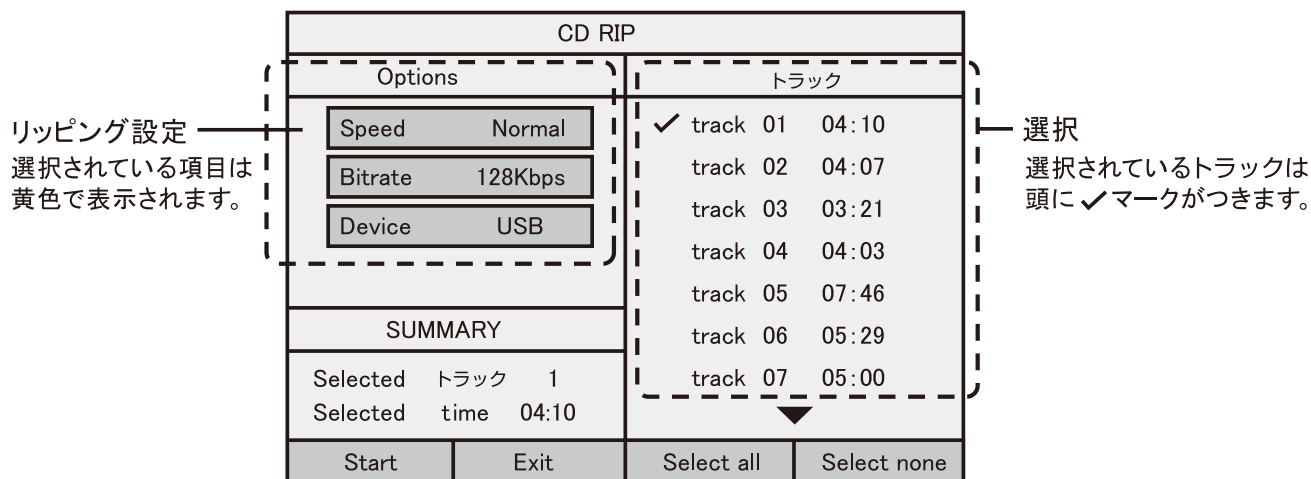 CD RIP
Options
トラック
リッピング設定
選択されている項目は
黄色で表示されます。
Speed Normal
Bitrate 128Kbps
Device USB
✓ track 01 04:10
track 02 04:07
track 03 03:21
track 04 04:03
track 05 07:46
track 06 05:29
track 07 05:00
選択
選択されているトラックは
頭に✓マークがつきます。
SUMMARY
Selected トラック 1
Selected time 04:10
Start Exit Select all Select none